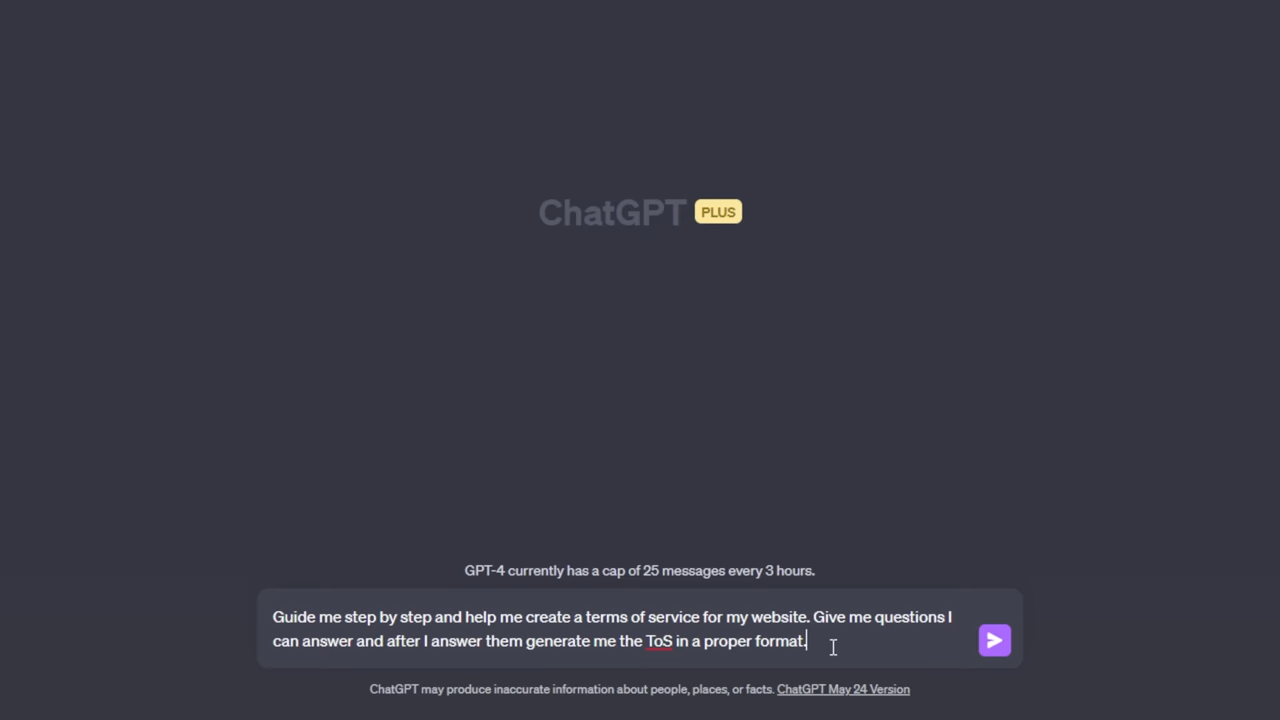 ChatGPT PLUS
GPT-4 currently has a cap of 25 messages every 3 hours.
Guide me step by step and help me create a terms of service for my website. Give me questions I
can answer and after I answer them generate me the ToS in a proper format.
ChatGPT may produce inaccurate information about people, places, or facts. ChatGPT May 24 Version